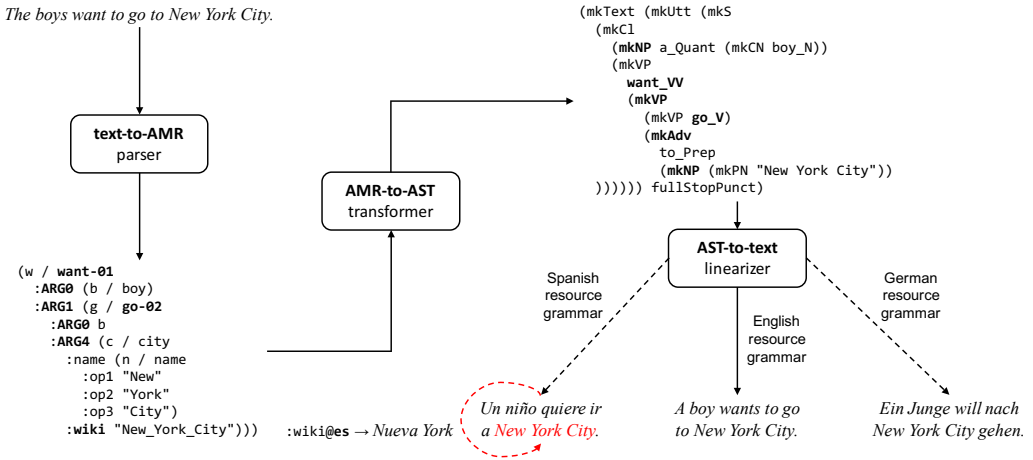 The boys want to go to New York City.
text-to-AMR
parser
(w / want-01
:ARG0 (b / boy)
:ARG1 (g / go-02
:ARG0 b
:ARG4 (c / city
:name (n / name
:op1 "New"
:op2 "York"
:op3 "City")
:wiki "New_York_City")))
:wiki@es → Nueva York
AMR-to-AST
transformer
(mkText (mkUtt (mkS
(mkCl
(mkNP a_Quant (mkCN boy_N))
(mkVP
want_VV
(mkVP
(mkVP go_V)
(mkAdv
to_Prep
(mkNP (mkPN "New York City"))
)))))) fullStopPunct)
AST-to-text
linearizer
Spanish
resource
grammar
English
resource
grammar
German
resource
grammar
Un niño quiere ir
a New York City.
A boy wants to go
to New York City.
Ein Junge will nach
New York City gehen.